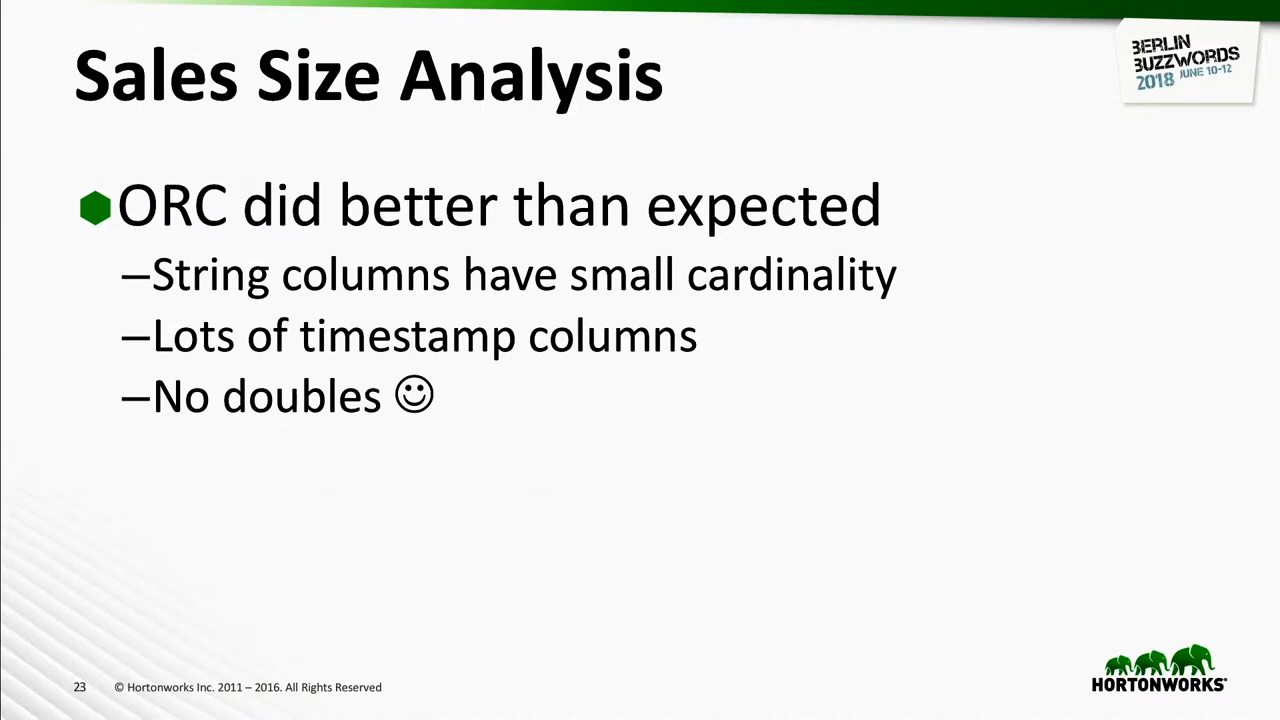 Sales Size Analysis
BERLIN
BUZZWORDS
2018 JUNE 10-12
ORC did better than expected
–String columns have small cardinality
–Lots of timestamp columns
–No doubles ☺
23 © Hortonworks Inc. 2011 – 2016. All Rights Reserved
HORTONWORKS